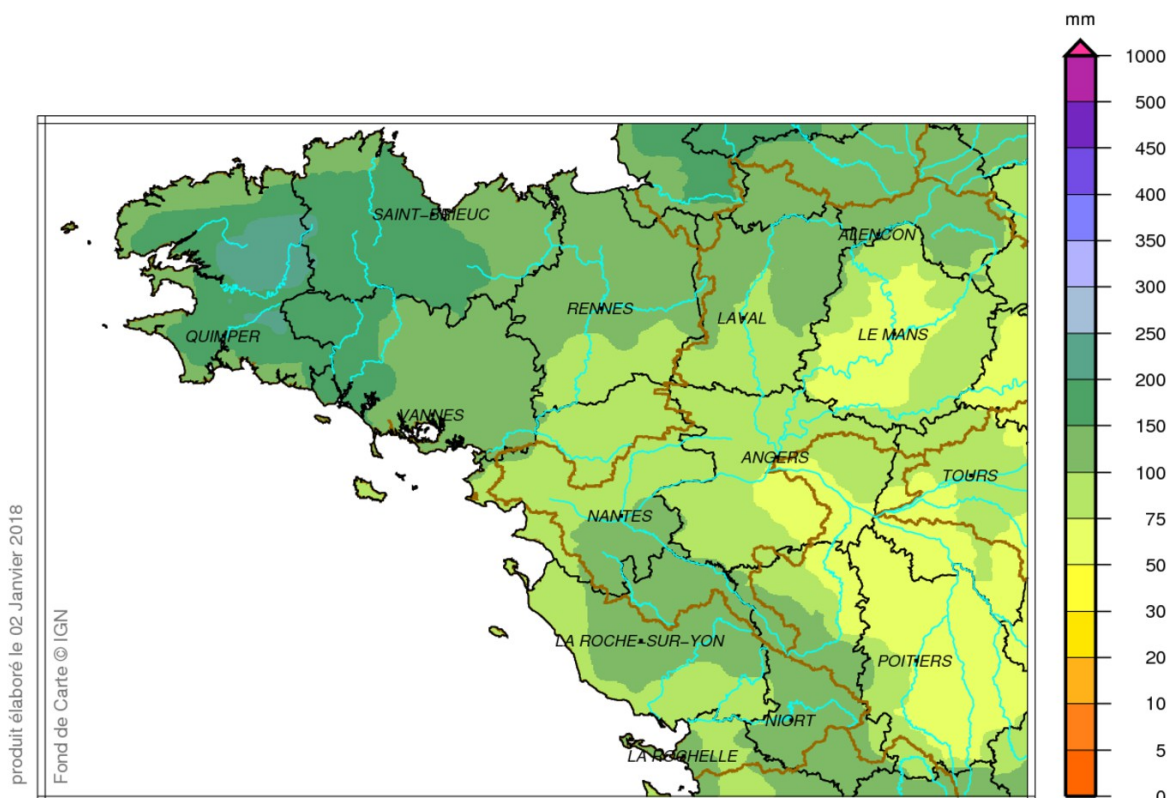 mm
1000
500
450
400
350
300
250
200
150
100
75
50
30
20
10
5
0
SAINT-BRIEUC
ALENCON
RENNES
LAVAL
LE MANS
QUIMPER
VANNES
ANGERS
TOURS
NANTES
LA ROCHE-SUR-YON
POITIERS
NIORT
LA ROCHELLE
produit élaboré le 02 Janvier 2018
Fond de Carte © IGN